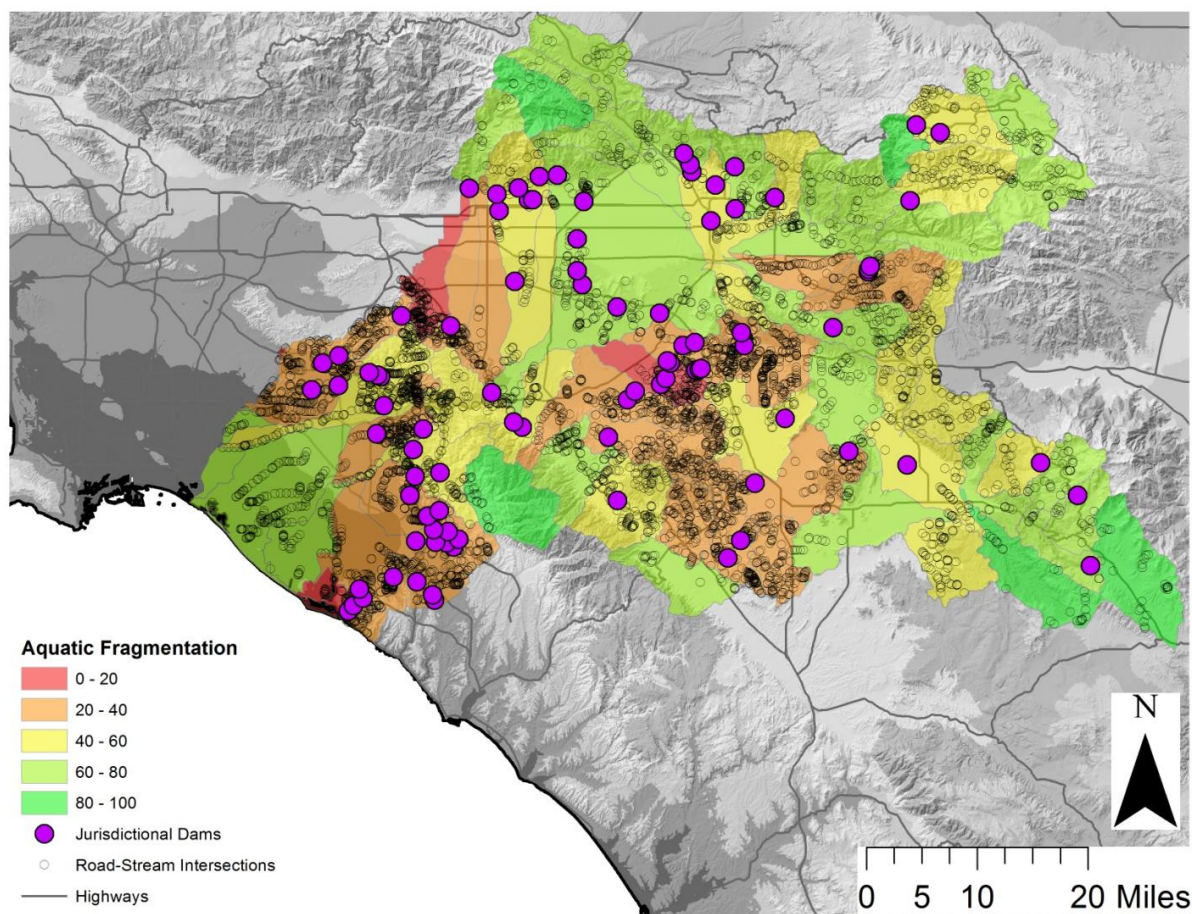 Aquatic Fragmentation
0 - 20
20 - 40
40 - 60
60 - 80
80 - 100
Jurisdictional Dams
Road-Stream Intersections
Highways
N
0 5 10 20 Miles